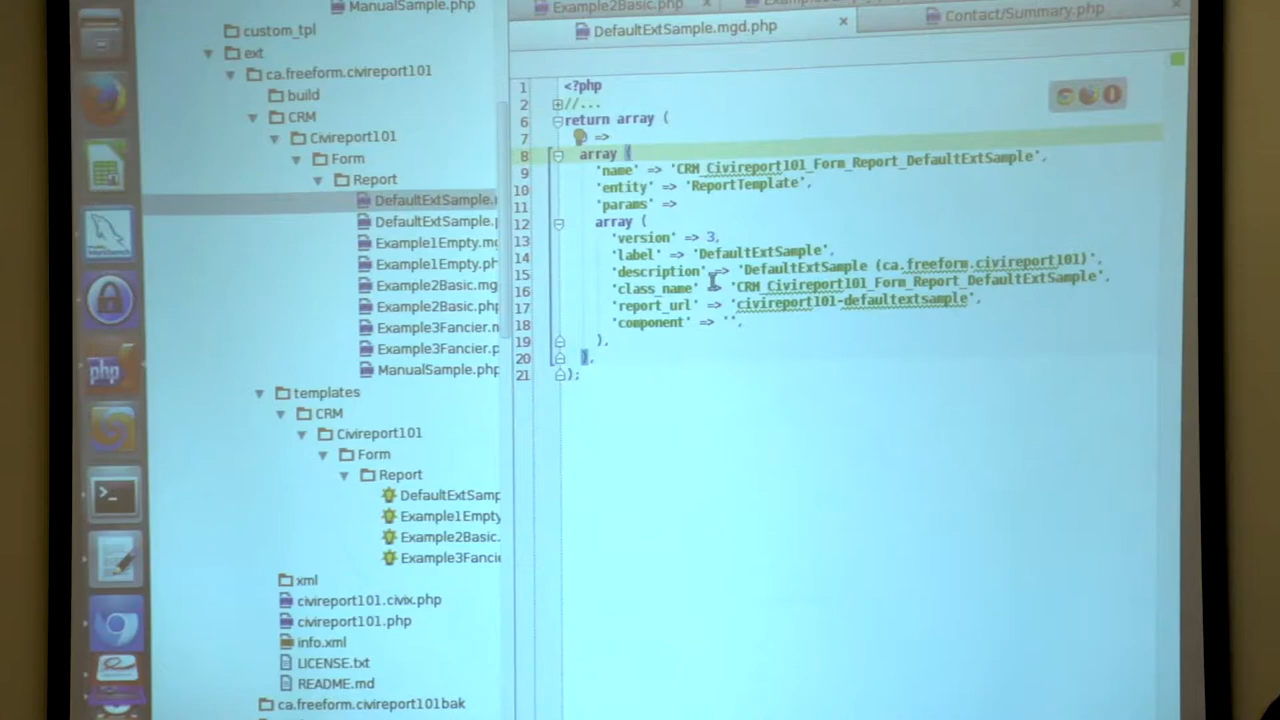 ManualSample.php
custom_tpl
ext
ca.freeform.civireport101
build
CRM
Civireport101
Form
Report
DefaultExtSample.
DefaultExtSample.
Example1Empty.mg
Example1Empty.ph
Example2Basic.mg
Example2Basic.php
Example3Fancier.
Example3Fancier.p
ManualSample.php
templates
CRM
Civireport101
Form
Report
DefaultExtSamp
Example1Empty
Example2Basic.
Example3Fancie
xml
civireport101.civix.php
civireport101.php
info.xml
LICENSE.txt
README.md
ca.freeform.civireport101bak
php
Example2Basic.php
DefaultExtSample.mgd.php
Contact/Summary.php
1 <?php
2 //...
6 return array (
7 =>
8 array (
9 'name' => 'CRM_Civireport101_Form_Report_DefaultExtSample',
10 'entity' => 'ReportTemplate',
11 'params' =>
12 array (
13 'version' => 3,
14 'label' => 'DefaultExtSample',
15 'description' => 'DefaultExtSample (ca.freeform.civireport101)',
16 'class_name' => 'CRM_Civireport101_Form_Report_DefaultExtSample',
17 'report_url' => 'civireport101-defaultextsample',
18 'component' => '',
19 ),
20 ),
21 );